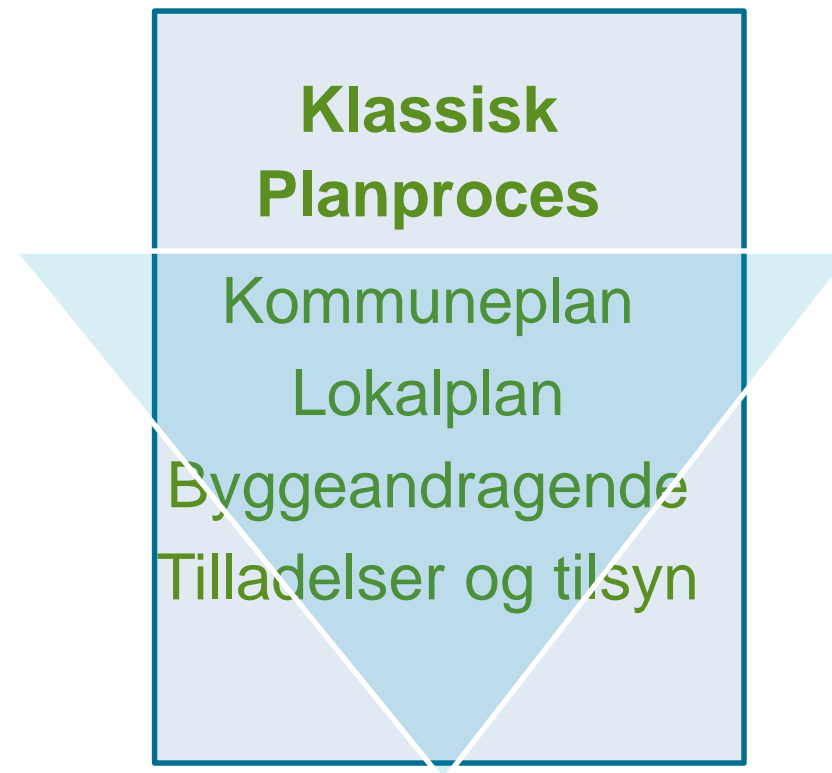 Klassisk
Planproces
Kommuneplan
Lokalplan
Byggeandragende
Tilladelser og tilsyn